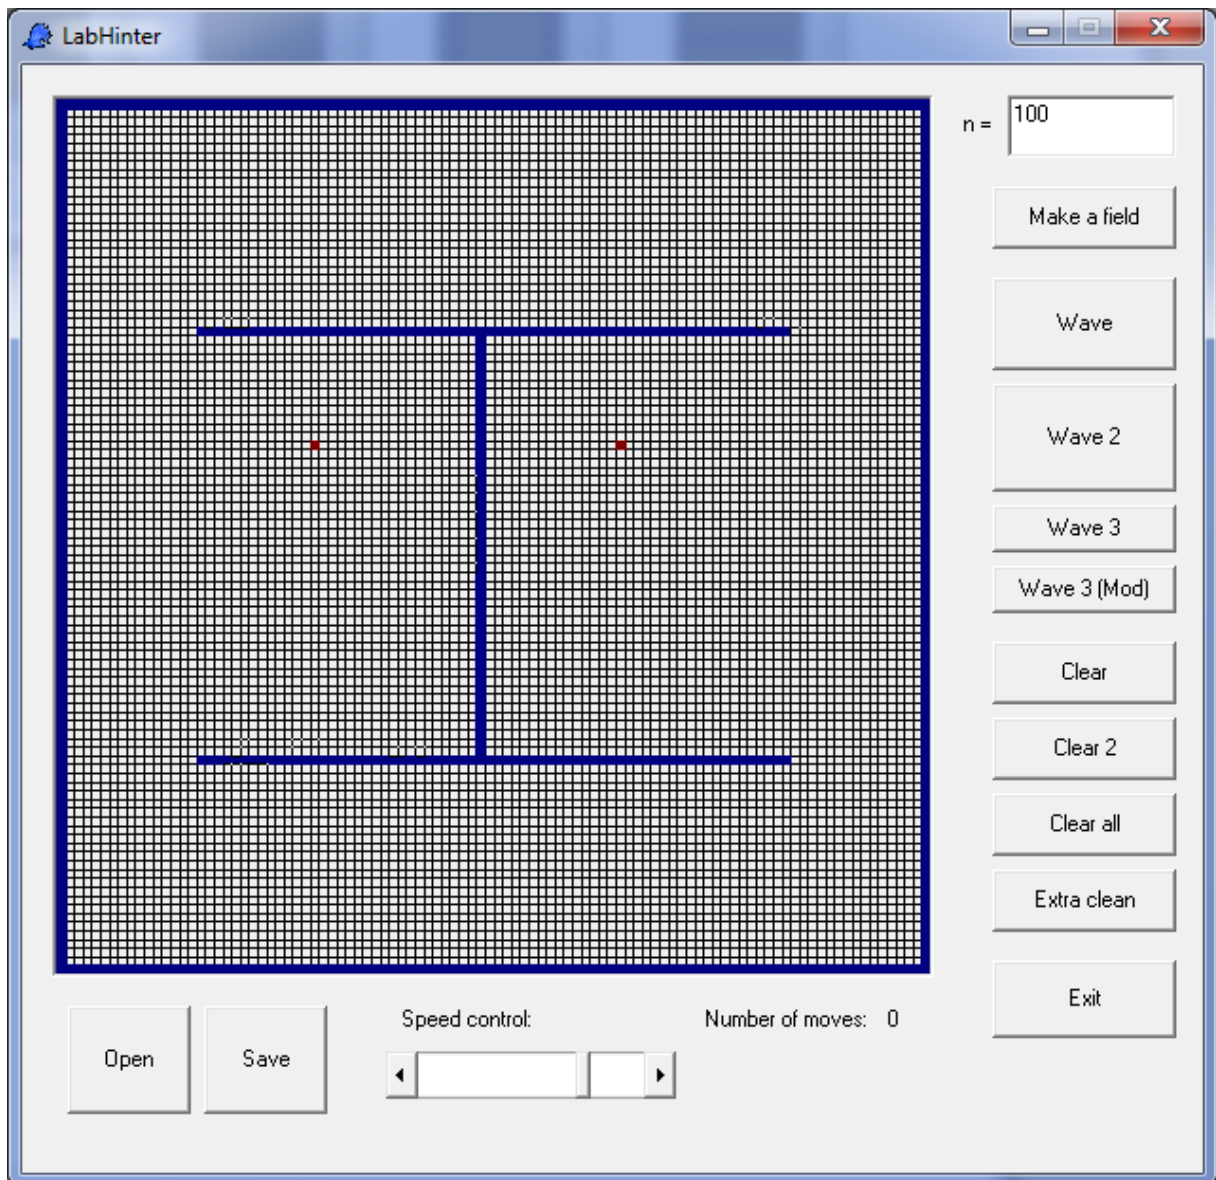 LabHinter
n =
100
Make a field
Wave
Wave 2
Wave 3
Wave 3 (Mod)
Clear
Clear 2
Clear all
Extra clean
Exit
Open
Save
Speed control:
Number of moves: 0